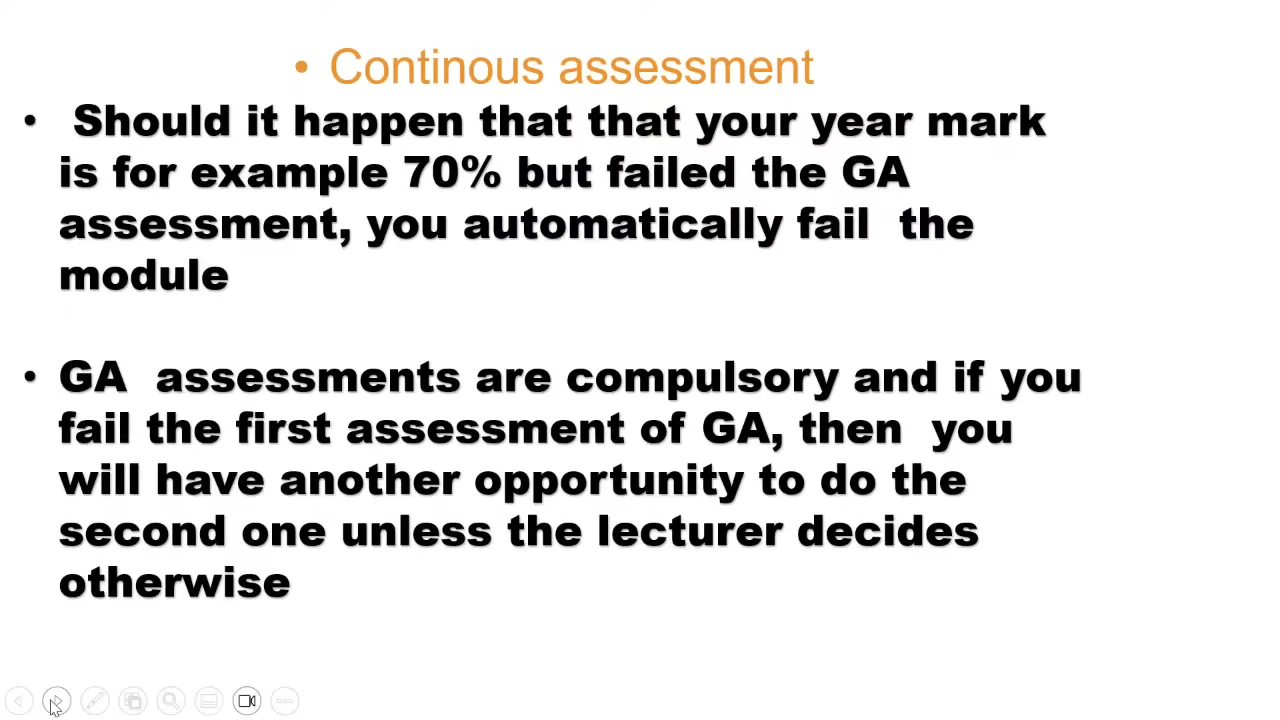 • Continous assessment
• Should it happen that that your year mark
is for example 70% but failed the GA
assessment, you automatically fail the
module
• GA assessments are compulsory and if you
fail the first assessment of GA, then you
will have another opportunity to do the
second one unless the lecturer decides
otherwise